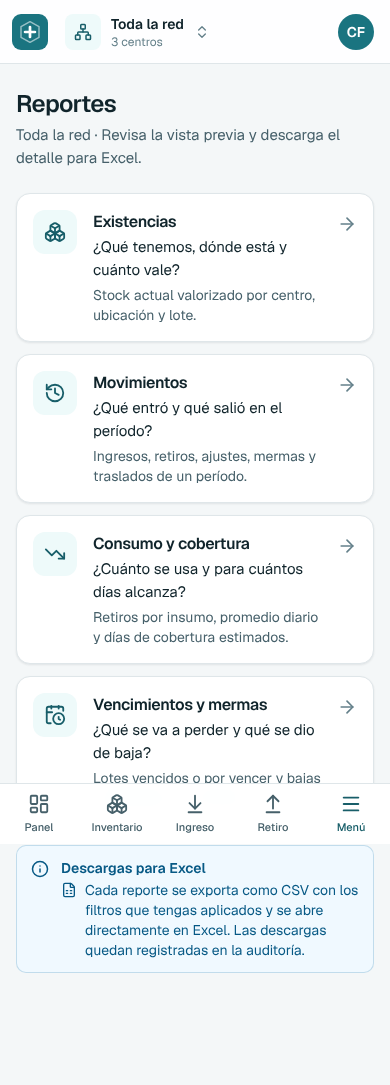 Toda la red
3 centros
CF
Reportes
Toda la red · Revisa la vista previa y descarga el
detalle para Excel.
Existencias
¿Qué tenemos, dónde está y
cuánto vale?
Stock actual valorizado por centro,
ubicación y lote.
Movimientos
¿Qué entró y qué salió en el
período?
Ingresos, retiros, ajustes, mermas y
traslados de un período.
Consumo y cobertura
¿Cuánto se usa y para cuántos
días alcanza?
Retiros por insumo, promedio diario
y días de cobertura estimados.
Vencimientos y mermas
¿Qué se va a perder y qué se dio
de baja?
Lotes vencidos o por vencer y bajas
Panel
Inventario
Ingreso
Retiro
Menú
Descargas para Excel
Cada reporte se exporta como CSV con los
filtros que tengas aplicados y se abre
directamente en Excel. Las descargas
quedan registradas en la auditoría.